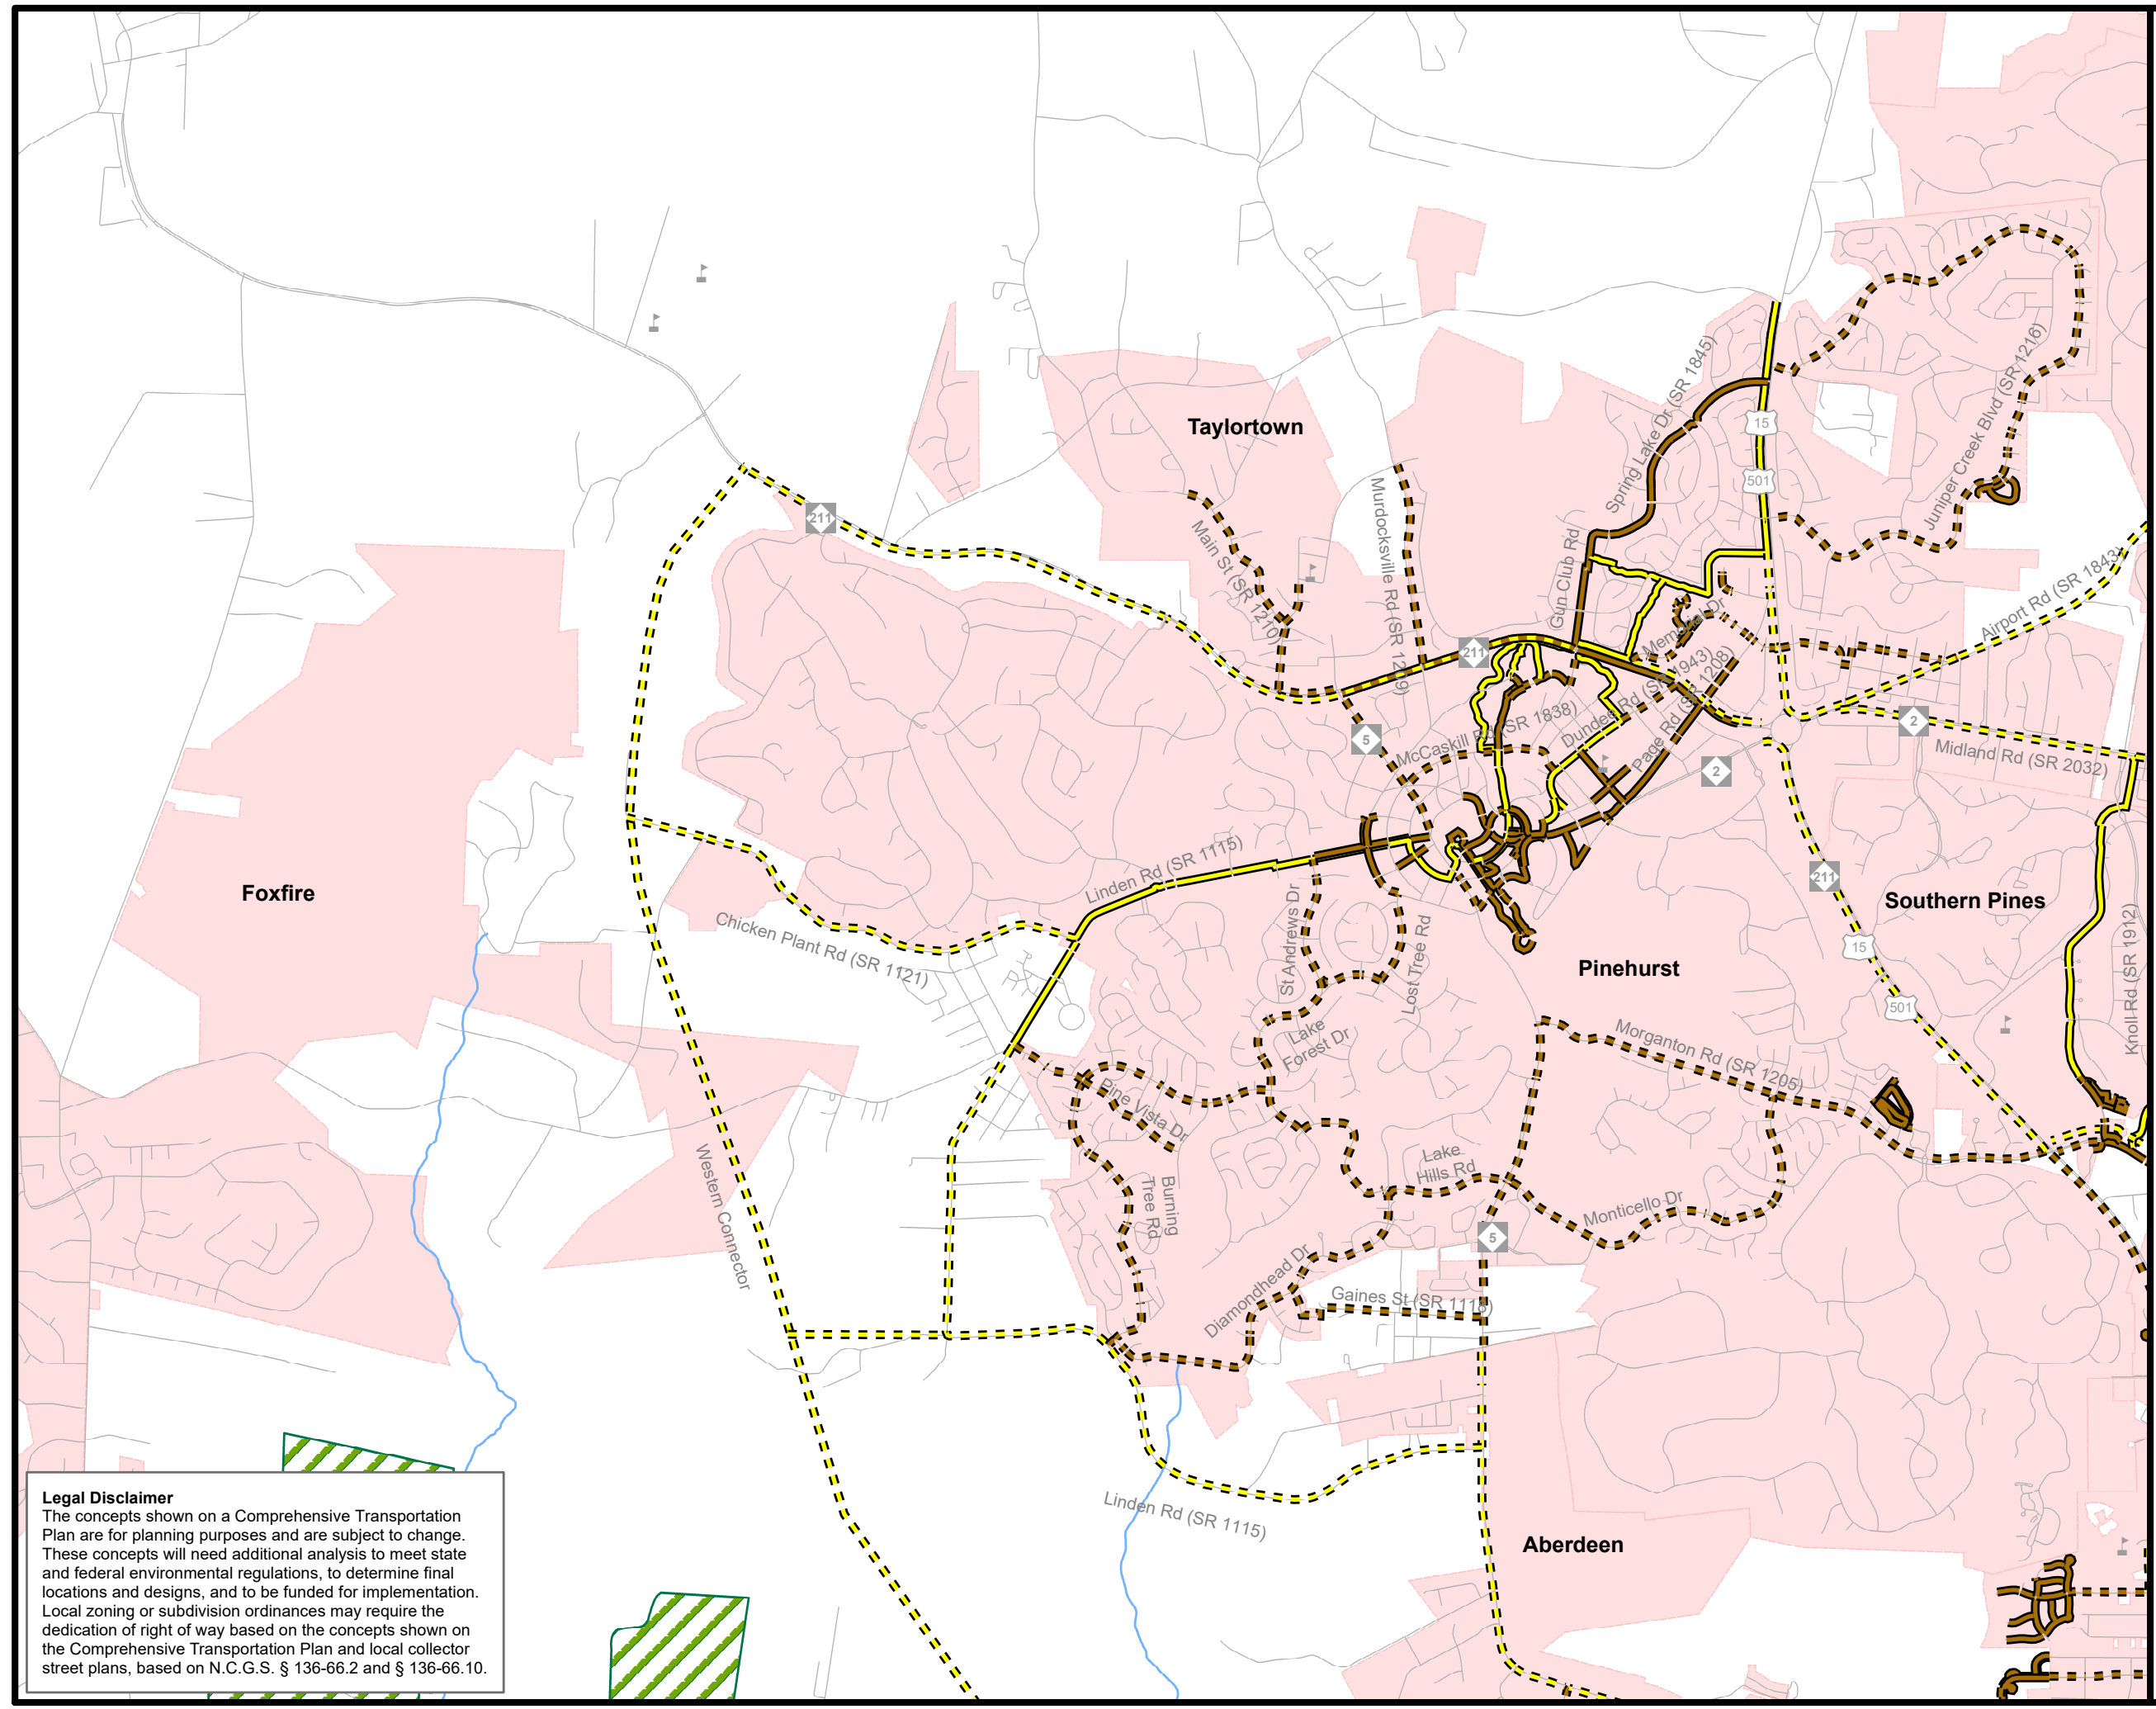 Taylortown
Spring Lake Dr (SR 1845)
15
501
Juniper Creek Blvd (SR 1216)
211
Main St (SR 1210)
Murdocksville Rd (SR 1209)
Gun Club Rd
Airport Rd (SR 1843)
Memorial Dr
211
5
McCaskill Rd (SR 1838)
Dundee Rd (SR 1943)
Page Rd (SR 1208)
2
2
Midland Rd (SR 2032)
Linden Rd (SR 1115)
Foxfire
Chicken Plant Rd (SR 1121)
St Andrews Dr
Lost Tree Rd
211
Southern Pines
15
501
Knoll Rd (SR 1912)
Pinehurst
Lake
Forest Dr
Morganton Rd (SR 1205)
Pine Vista Dr
Western Connector
Burning
Tree Rd
Lake
Hills Rd
Monticello Dr
5
Diamondhead Dr
Gaines St (SR 1118)
Linden Rd (SR 1115)
Aberdeen
Legal Disclaimer
The concepts shown on a Comprehensive Transportation
Plan are for planning purposes and are subject to change.
These concepts will need additional analysis to meet state
and federal environmental regulations, to determine final
locations and designs, and to be funded for implementation.
Local zoning or subdivision ordinances may require the
dedication of right of way based on the concepts shown on
the Comprehensive Transportation Plan and local collector
street plans, based on N.C.G.S. § 136-66.2 and § 136-66.10.